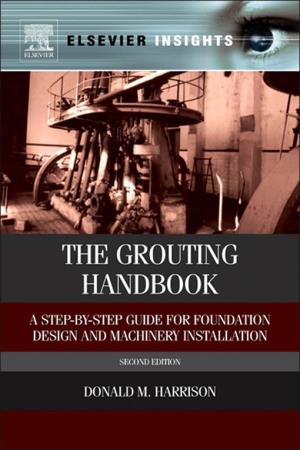 ELSEVIER
ELSEVIER INSIGHTS
THE GROUTING
HANDBOOK
A STEP-BY-STEP GUIDE FOR FOUNDATION
DESIGN AND MACHINERY INSTALLATION
SECOND EDITION
DONALD M. HARRISON